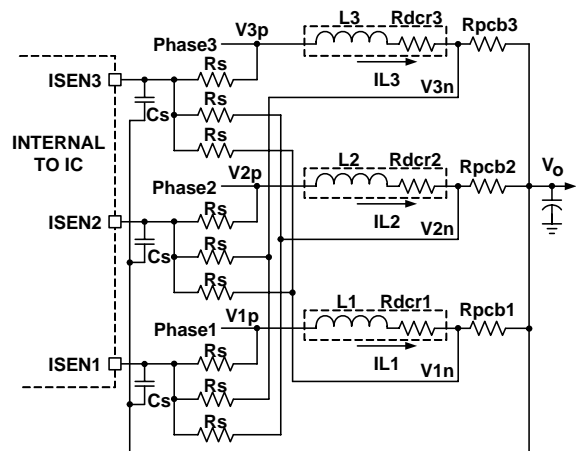 V3p
L3
Rdcr3
Rpcb3
Phase3
Rs
ISEN3
IL3
V3n
Cs
Rs
INTERNAL
TO IC
Rs
V2p
L2
Rdcr2
Rpcb2
Vo
Phase2
Rs
ISEN2
IL2
V2n
Cs
Rs
Rs
V1p
L1
Rdcr1
Rpcb1
Phase1
Rs
ISEN1
IL1
V1n
Cs
Rs
Rs